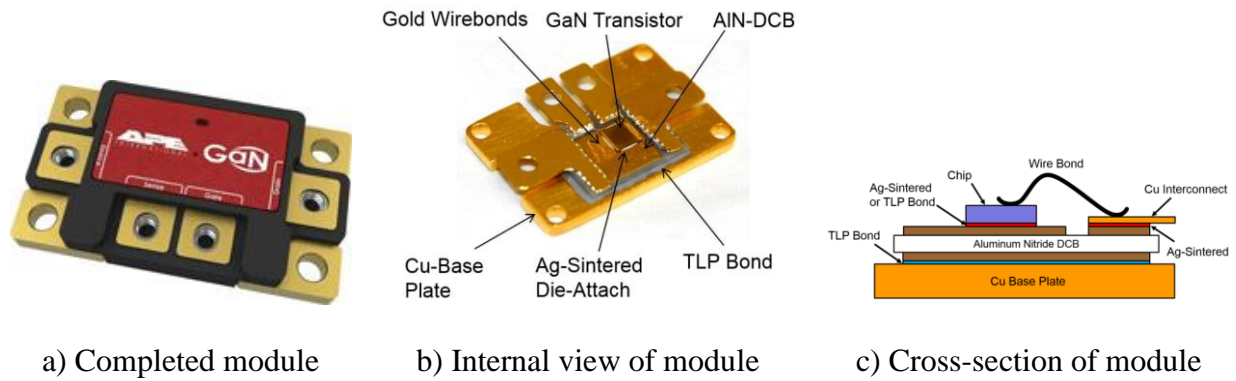 Gold Wirebonds
GaN Transistor
AlN-DCB
APE
INTERNATIONAL
GaN
Sense
Gate
Cu-Base
Plate
Ag-Sintered
Die-Attach
TLP Bond
Wire Bond
Chip
Ag-Sintered
or TLP Bond
Cu Interconnect
TLP Bond
Aluminum Nitride DCB
Ag-Sintered
Cu Base Plate
a) Completed module
b) Internal view of module
c) Cross-section of module